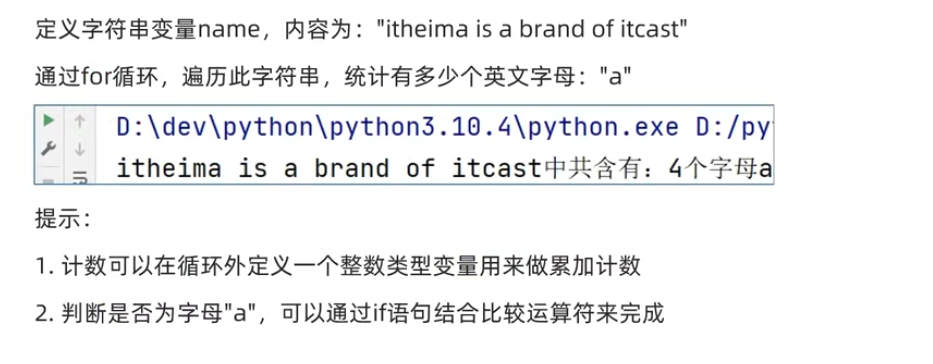 定义字符串变量name，内容为："itheima is a brand of itcast"
通过for循环，遍历此字符串，统计有多少个英文字母："a"
D:\dev\python\python3.10.4\python.exe D:/py
itheima is a brand of itcast中共含有：4个字母a
提示：
1. 计数可以在循环外定义一个整数类型变量用来做累加计数
2. 判断是否为字母"a"，可以通过if语句结合比较运算符来完成